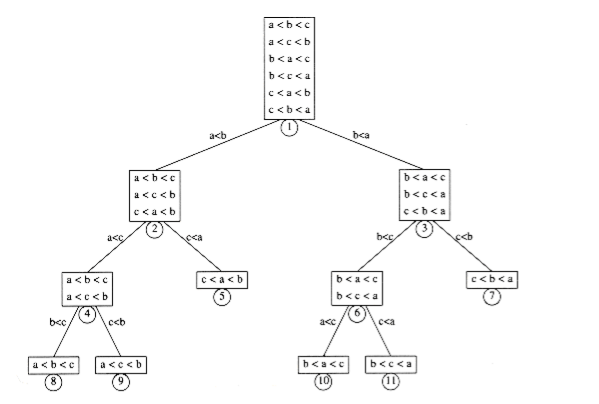 a < b < c
a < c < b
b < a < c
b < c < a
c < a < b
c < b < a
1
a<b
b<a
a < b < c
a < c < b
c < a < b
2
b < a < c
b < c < a
c < b < a
3
a<c
c<a
b<c
c<b
a < b < c
a < c < b
4
c < a < b
5
b < a < c
b < c < a
6
c < b < a
7
b<c
c<b
a<c
c<a
a < b < c
8
a < c < b
9
b < a < c
10
b < c < a
11